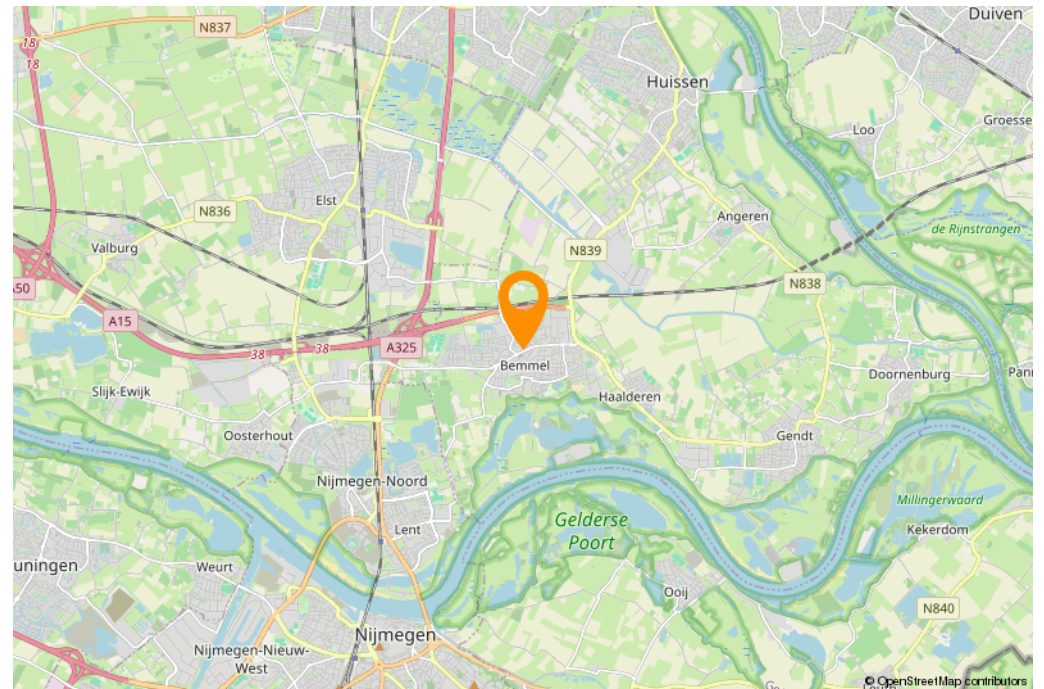 N837
Duiven
18
18
Huissen
Loo
Groesse
Elst
N836
Angeren
de Rijnstrangen
Valburg
N839
N838
A50
A15
38
38
A325
Bemmel
Doornenburg
Pann
Slijk-Ewijk
Haalderen
Oosterhout
Gendt
Nijmegen-Noord
Millingerwaard
Lent
Gelderse
Poort
Kekerdom
uningen
Weurt
Ooij
N840
Nijmegen
Nijmegen-Nieuw-
West
© OpenStreetMap contributors